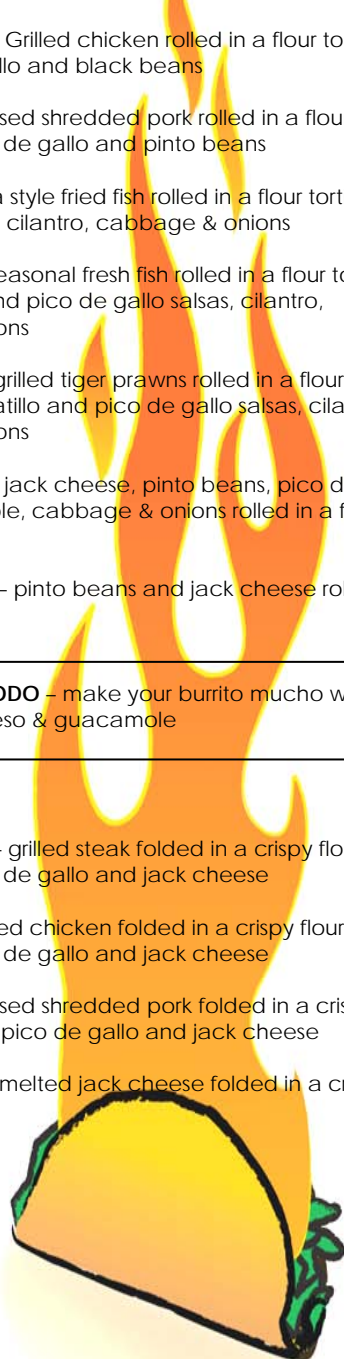 Grilled chicken rolled in a flour to
llo and black beans
sed shredded pork rolled in a flou
de gallo and pinto beans
a style fried fish rolled in a flour tort
cilantro, cabbage & onions
easonal fresh fish rolled in a flour to
nd pico de gallo salsas, cilantro,
ons
grilled tiger prawns rolled in a flour
atillo and pico de gallo salsas, cila
ons
jack cheese, pinto beans, pico d
ole, cabbage & onions rolled in a f
– pinto beans and jack cheese rol
ODO – make your burrito mucho w
eso & guacamole
- grilled steak folded in a crispy flo
de gallo and jack cheese
ed chicken folded in a crispy flour
de gallo and jack cheese
sed shredded pork folded in a cris
pico de gallo and jack cheese
melted jack cheese folded in a cr